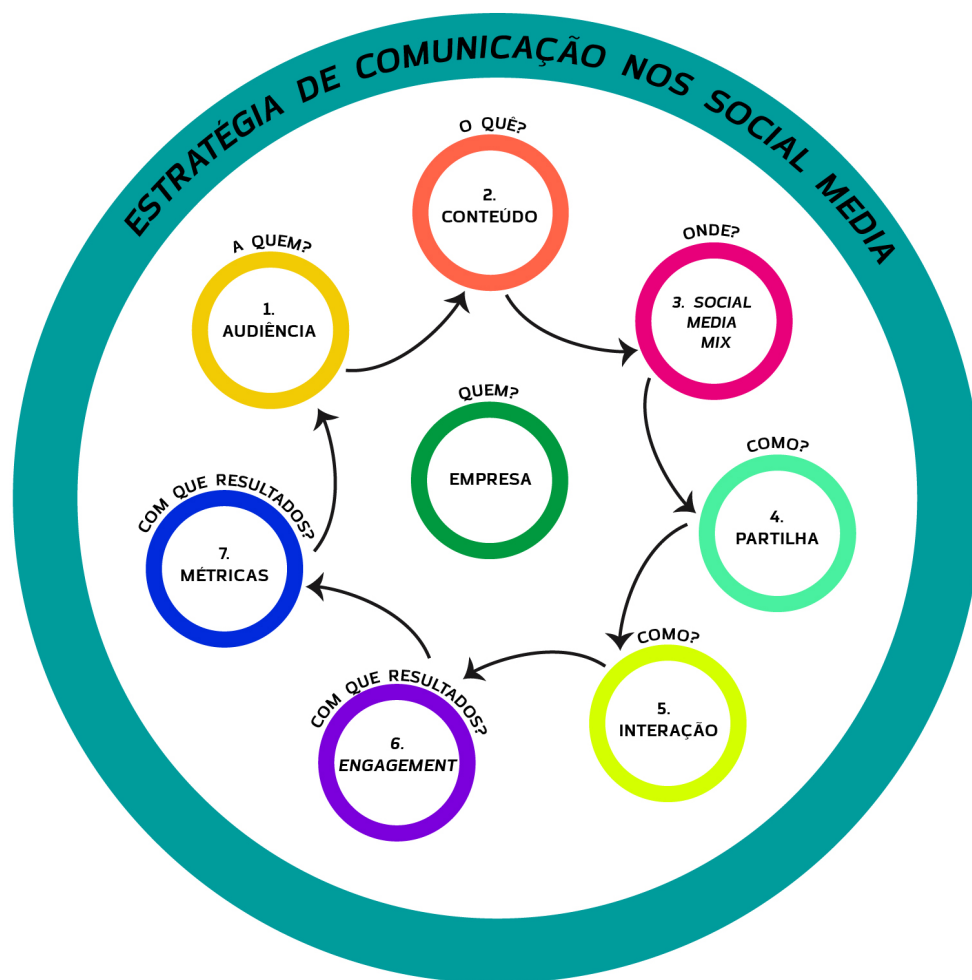 ESTRATÉGIA DE COMUNICAÇÃO NOS SOCIAL MEDIA
A QUEM?
1.
AUDIÊNCIA
O QUÊ?
2.
CONTEÚDO
ONDE?
3. SOCIAL
MEDIA
MIX
COMO?
4.
PARTILHA
COMO?
5.
INTERAÇÃO
COM QUE RESULTADOS?
6.
ENGAGEMENT
COM QUE RESULTADOS?
7.
MÉTRICAS
QUEM?
EMPRESA